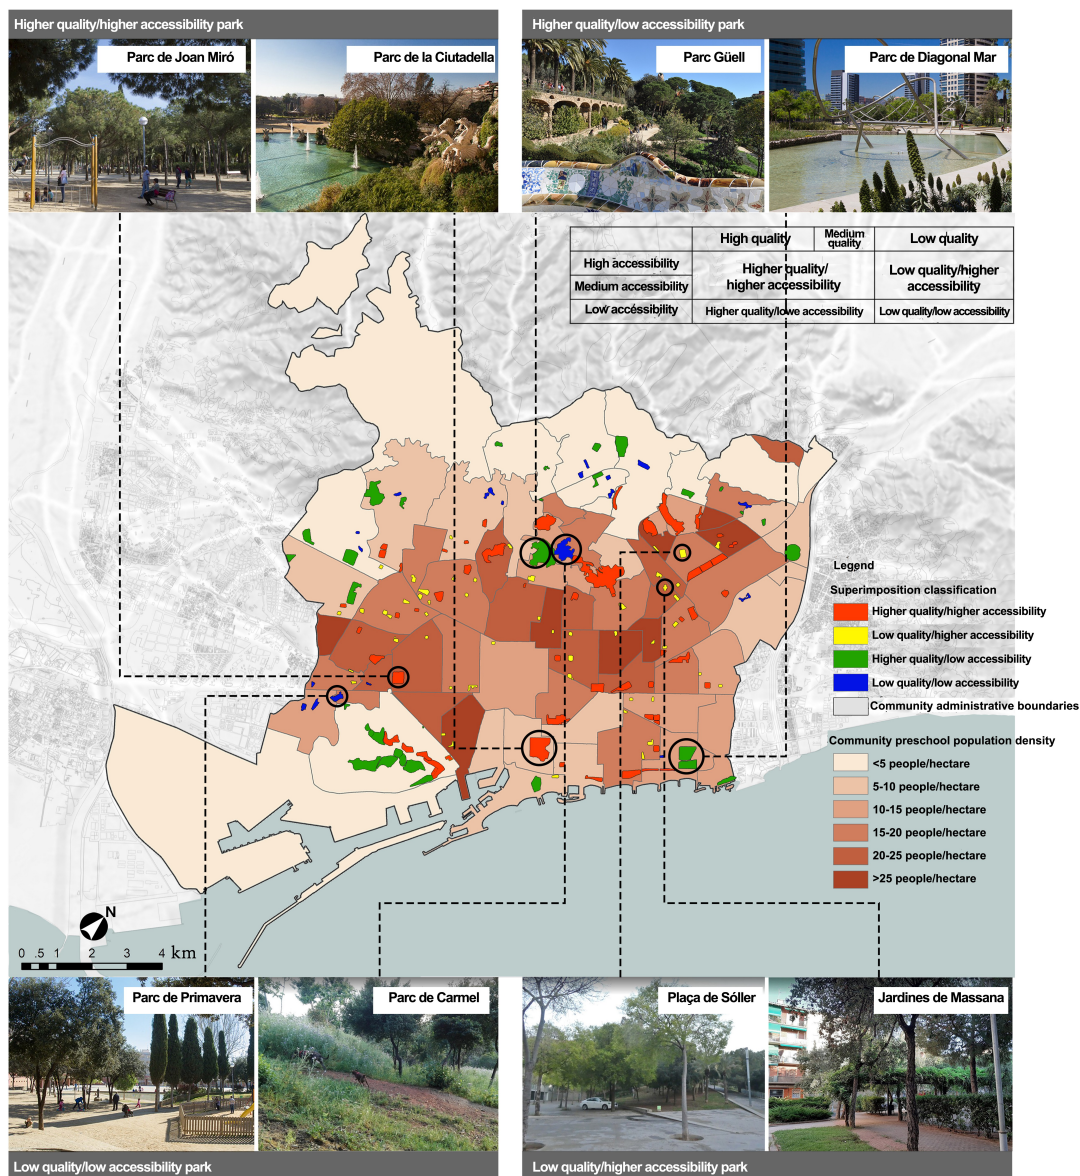 Higher quality/higher accessibility park
Higher quality/low accessibility park
Parc de Joan Miró
Parc de la Ciutadella
Parc Güell
Parc de Diagonal Mar
High quality
Medium
quality
Low quality
High accessibility
Medium accessibility
Low accéssibility
Higher quality/
higher accessibility
Low quality/higher
accessibility
Higher quality/lowe accessibility
Low quality/low accessibility
Legend
Superimposition classification
Higher quality/higher accessibility
Low quality/higher accessibility
Higher quality/low accessibility
Low quality/low accessibility
Community administrative boundaries
Community preschool population density
<5 people/hectare
5-10 people/hectare
10-15 people/hectare
15-20 people/hectare
20-25 people/hectare
>25 people/hectare
N
0 .5 1 2 3 4 km
Parc de Primavera
Parc de Carmel
Plaça de Sóller
Jardines de Massana
Low quality/low accessibility park
Low quality/higher accessibility park